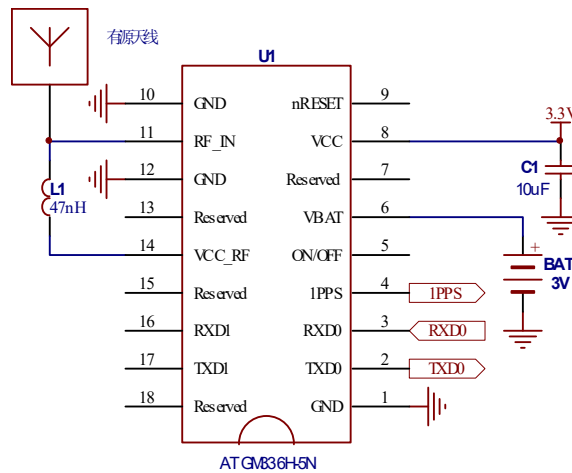 有源天线
U1
10 GND nRESET 9
3.3V
11 RF_IN VCC 8
12 GND Reserved 7
C1
10uF
L1
47nH
13 Reserved VBAT 6
14 VCC_RF ON/OFF 5
+
BAT
3V
15 Reserved 1PPS 4 1PPS
16 RXD1 RXD0 3 RXD0
17 TXD1 TXD0 2 TXD0
18 Reserved GND 1
ATGM336H-5N